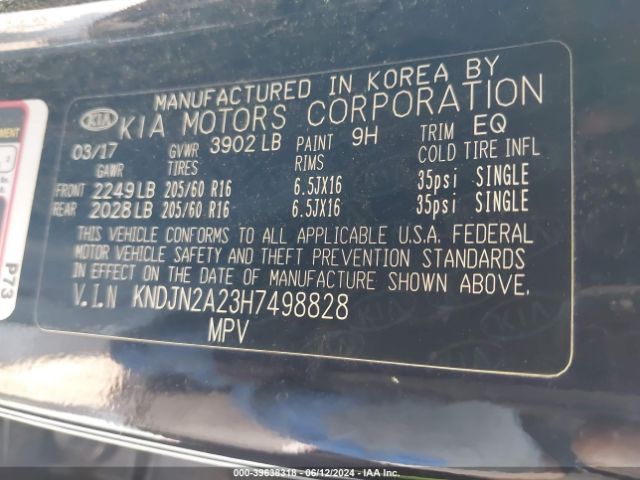 MANUFACTURED IN KOREA BY
KIA KIA MOTORS CORPORATION
03/17 GVWR 3902 LB PAINT 9H TRIM EQ
GAWR TIRES RIMS COLD TIRE INFL
FRONT 2249 LB 205/60 R16 6.5JX16 35psi SINGLE
REAR 2028 LB 205/60 R16 6.5JX16 35psi SINGLE
THIS VEHICLE CONFORMS TO ALL APPLICABLE U.S.A. FEDERAL
MOTOR VEHICLE SAFETY AND THEFT PREVENTION STANDARDS
IN EFFECT ON THE DATE OF MANUFACTURE SHOWN ABOVE.
V.I.N KNDJN2A23H7498828
MPV
P73
000-39638318 - 06/12/2024 - IAA Inc.